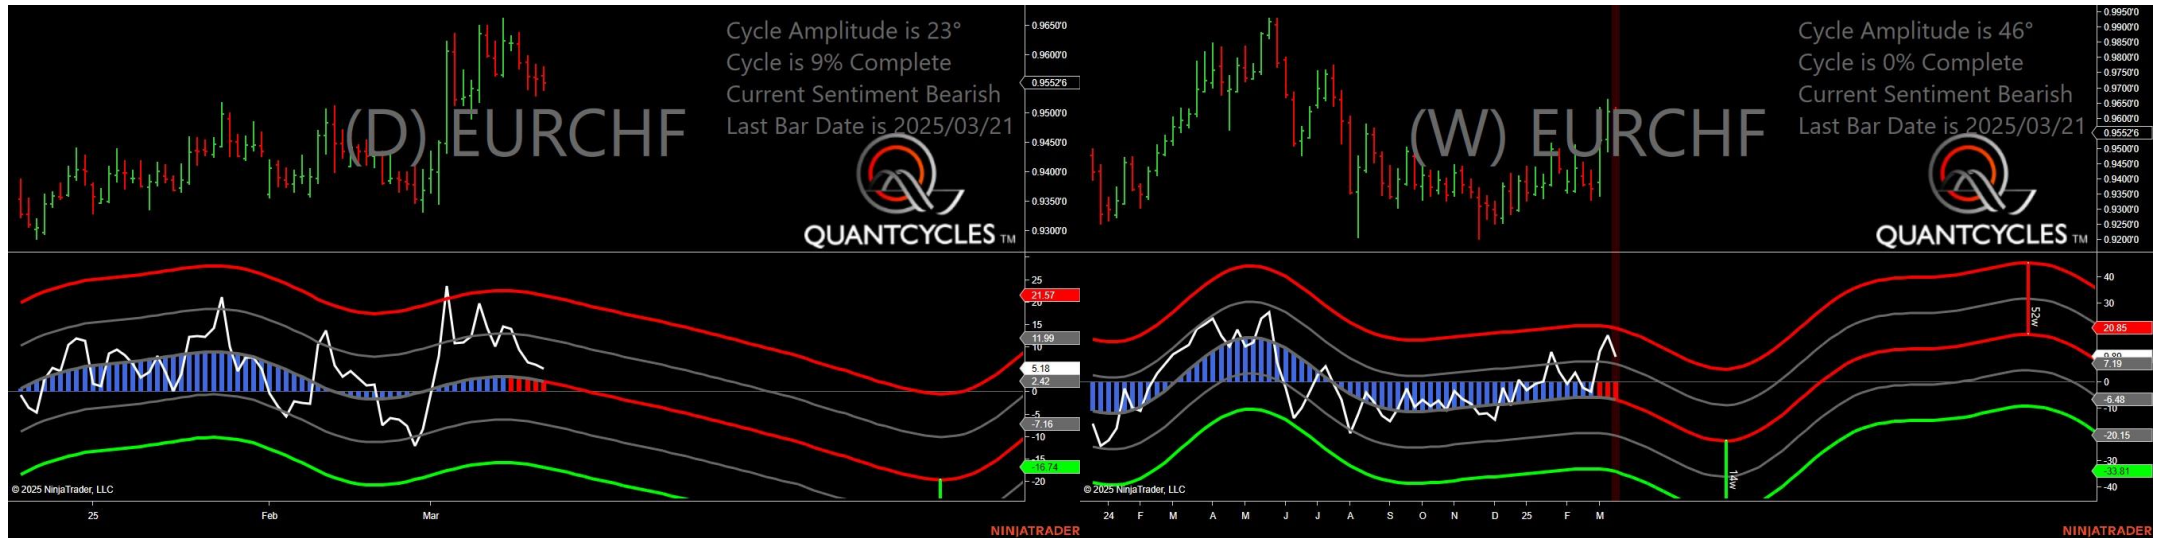 Cycle Amplitude is 23°
Cycle is 9% Complete
Current Sentiment Bearish
Last Bar Date is 2025/03/21
(D) EURCHF
QUANTCYCLES TM
0.9650'0
0.9600'0
0.9552'6
0.9500'0
0.9450'0
0.9400'0
0.9350'0
0.9300'0
25
21.57
20
15
11.99
10
5.18
2.42
0
-5
-7.16
-10
-15
-16.74
-20
© 2025 NinjaTrader, LLC
25 Feb Mar
NINJATRADER
Cycle Amplitude is 46°
Cycle is 0% Complete
Current Sentiment Bearish
Last Bar Date is 2025/03/21
(W) EURCHF
QUANTCYCLES TM
0.9950'0
0.9900'0
0.9850'0
0.9800'0
0.9750'0
0.9700'0
0.9650'0
0.9600'0
0.9552'6
0.9500'0
0.9450'0
0.9400'0
0.9350'0
0.9300'0
0.9250'0
0.9200'0
40
30
52w
20.85
7.19
0
-6.48
-10
-20.15
-30
-33.81
-40
14w
© 2025 NinjaTrader, LLC
24 F M A M J J A S O N D 25 F M
NINJATRADER